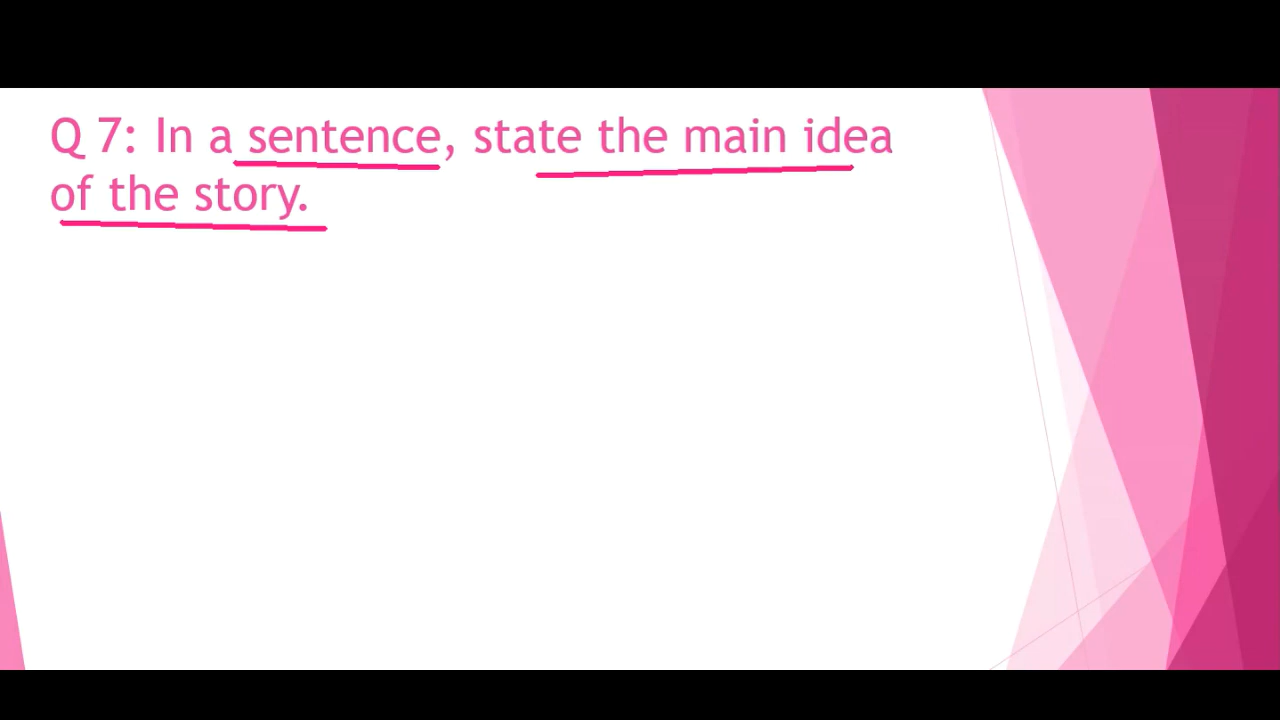 Q 7: In a sentence, state the main idea
of the story.